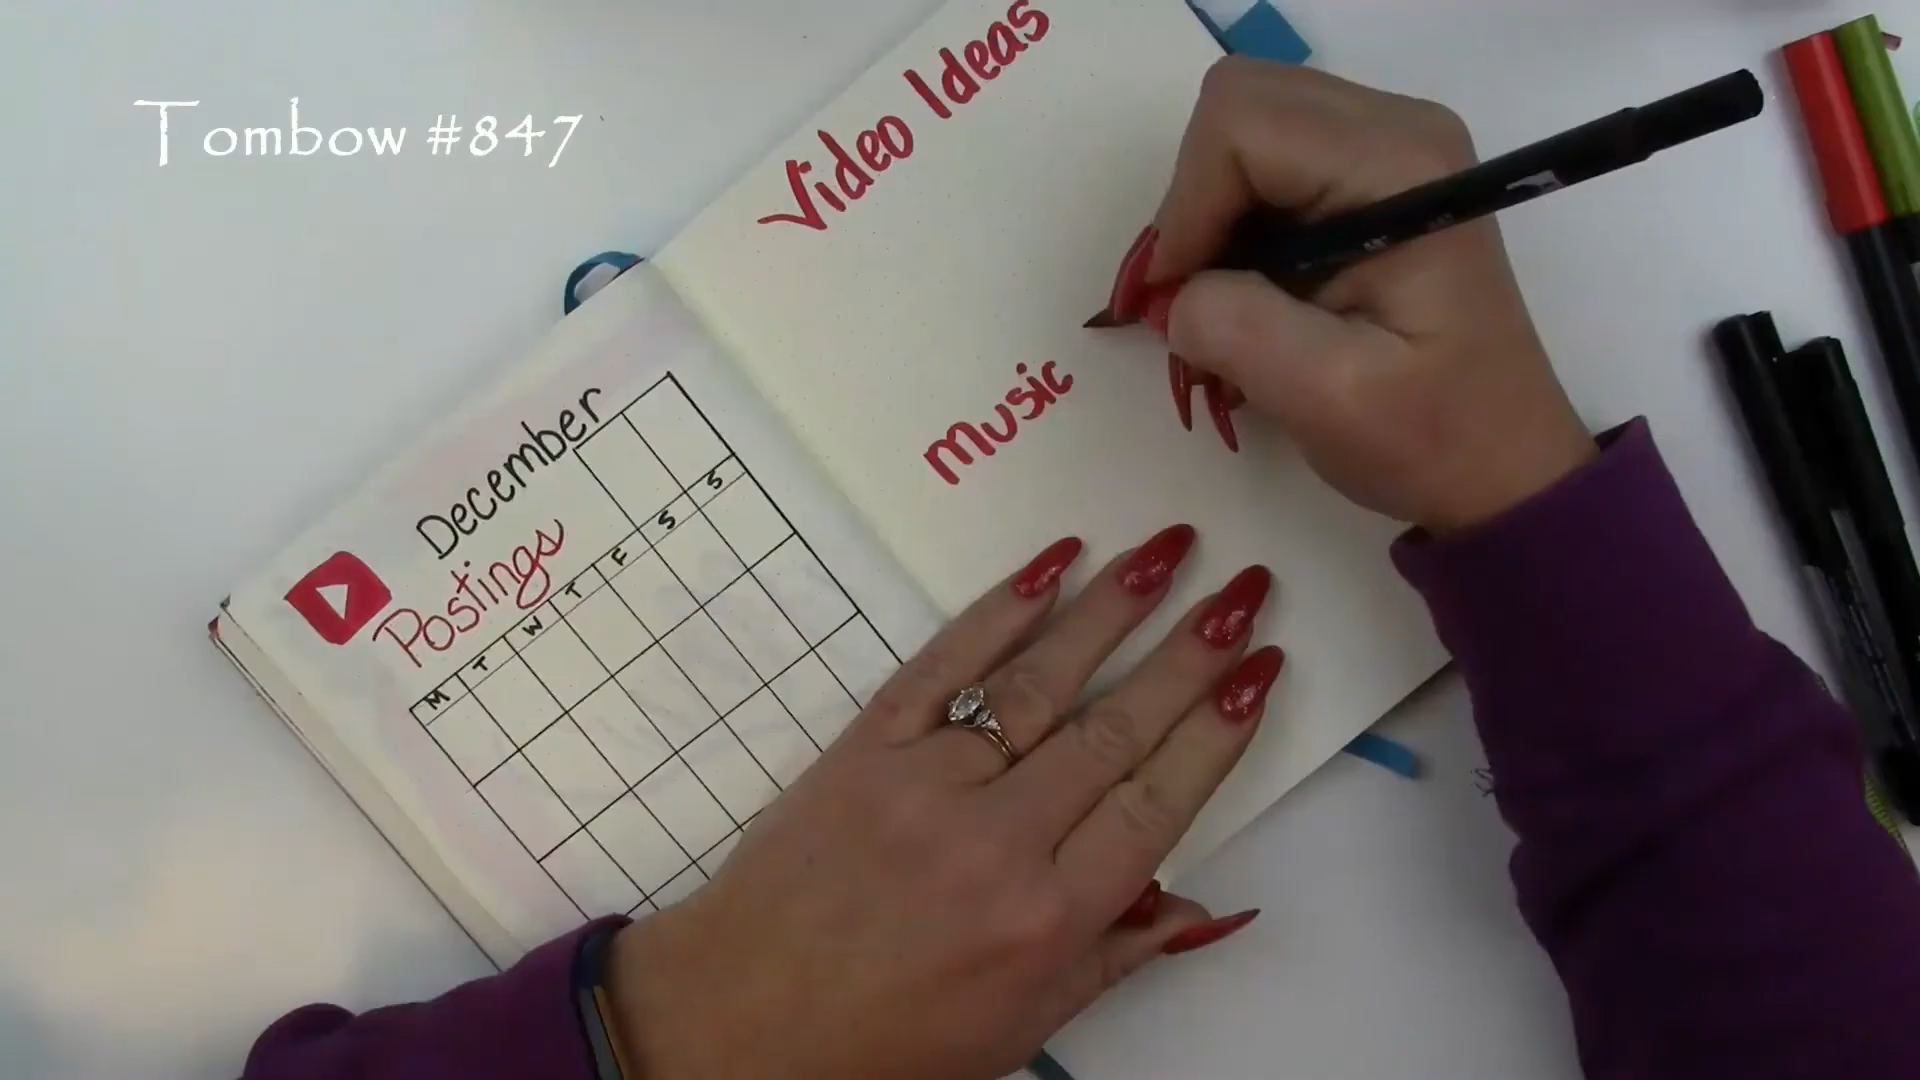 Tombow #847
Video Ideas
music
December
Postings
M T W T F S S